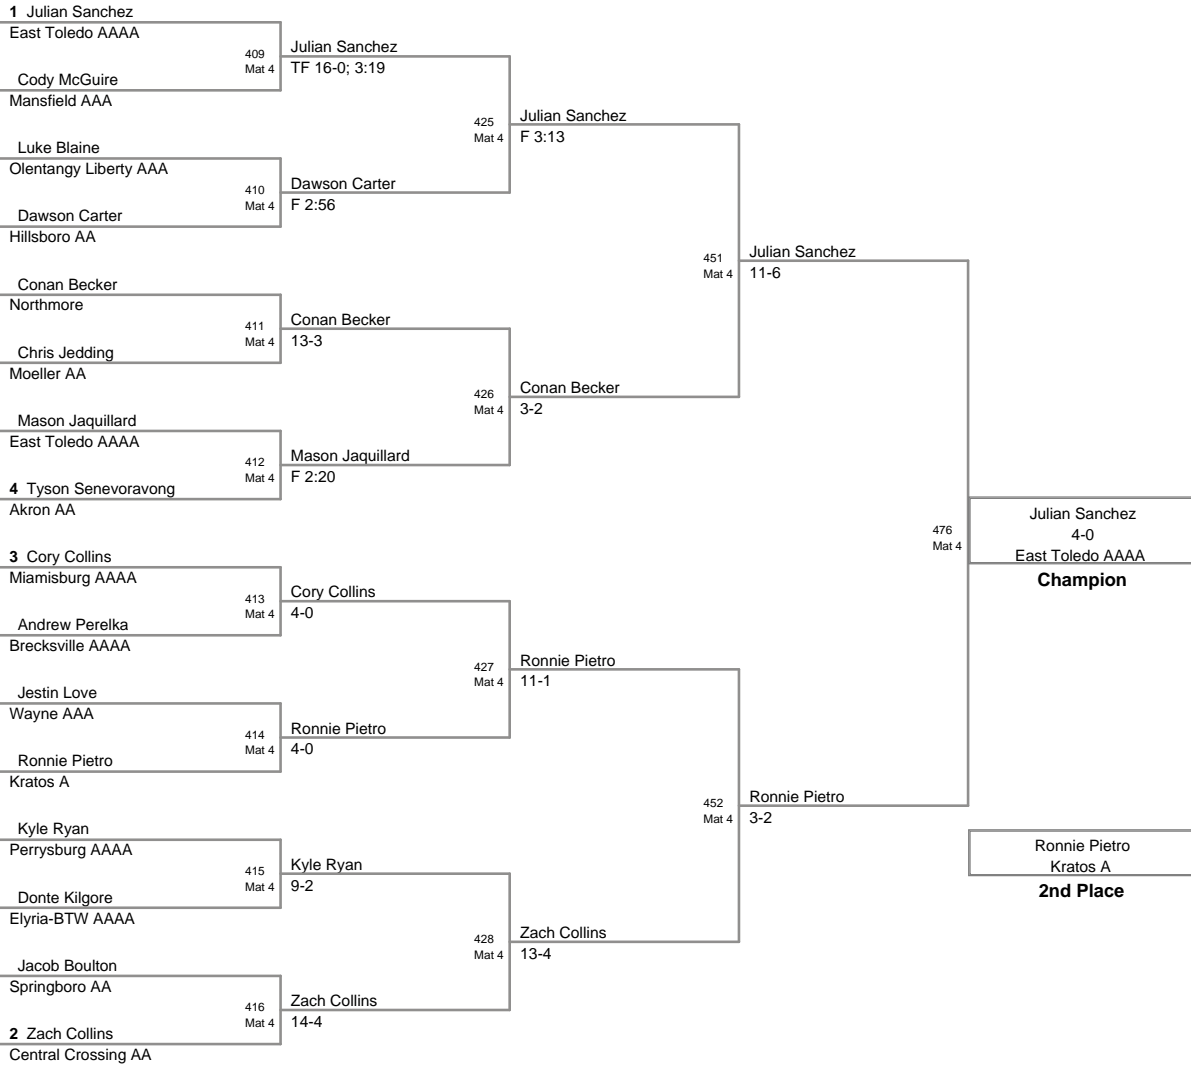 1 Julian Sanchez
East Toledo AAAA
Cody McGuire
Mansfield AAA
Luke Blaine
Olentangy Liberty AAA
Dawson Carter
Hillsboro AA
Conan Becker
Northmore
Chris Jedding
Moeller AA
Mason Jaquillard
East Toledo AAAA
4 Tyson Senevoravong
Akron AA
3 Cory Collins
Miamisburg AAAA
Andrew Perelka
Brecksville AAAA
Jestin Love
Wayne AAA
Ronnie Pietro
Kratos A
Kyle Ryan
Perrysburg AAAA
Donte Kilgore
Elyria-BTW AAAA
Jacob Boulton
Springboro AA
2 Zach Collins
Central Crossing AA
409
Mat 4
Julian Sanchez
TF 16-0; 3:19
410
Mat 4
Dawson Carter
F 2:56
411
Mat 4
Conan Becker
13-3
412
Mat 4
Mason Jaquillard
F 2:20
413
Mat 4
Cory Collins
4-0
414
Mat 4
Ronnie Pietro
4-0
415
Mat 4
Kyle Ryan
9-2
416
Mat 4
Zach Collins
14-4
425
Mat 4
Julian Sanchez
F 3:13
426
Mat 4
Conan Becker
3-2
427
Mat 4
Ronnie Pietro
11-1
428
Mat 4
Zach Collins
13-4
451
Mat 4
Julian Sanchez
11-6
452
Mat 4
Ronnie Pietro
3-2
476
Mat 4
Julian Sanchez
4-0
East Toledo AAAA
Champion
Ronnie Pietro
Kratos A
2nd Place